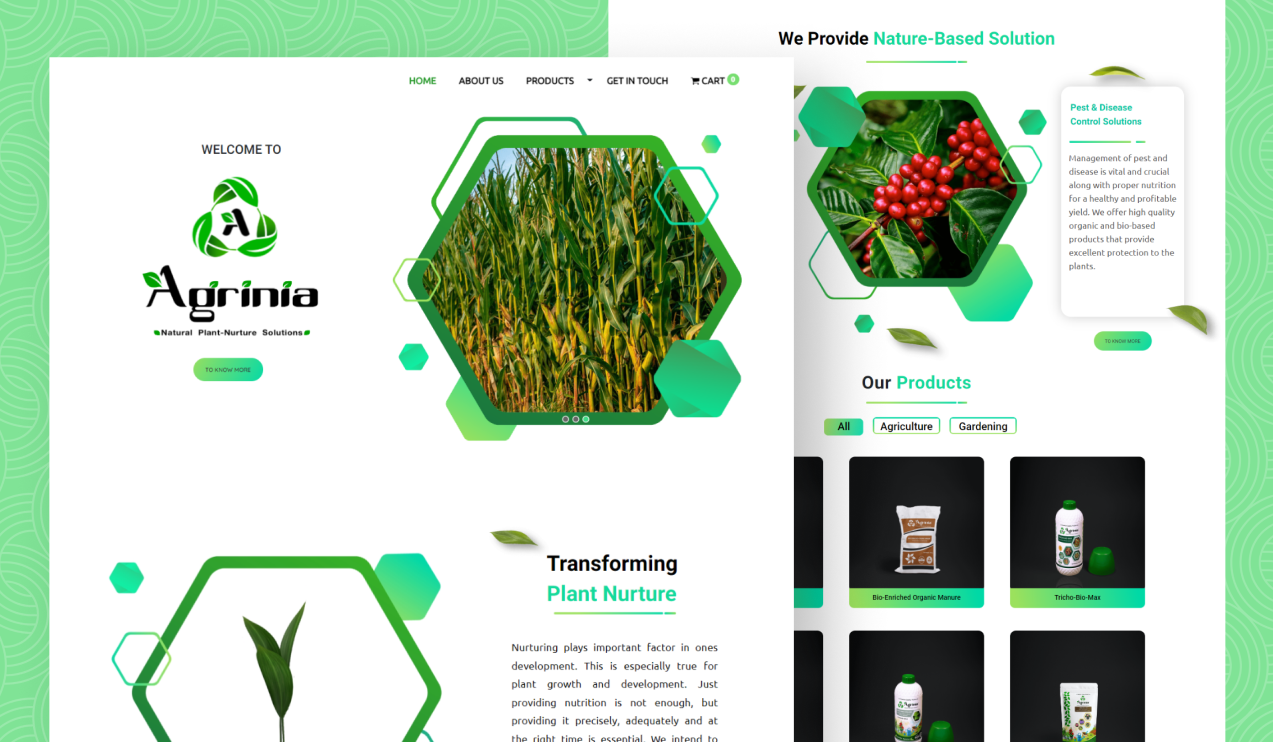 HOME ABOUT US PRODUCTS GET IN TOUCH CART 0
WELCOME TO
A
Agrinia
Natural Plant-Nurture Solutions
TO KNOW MORE
Transforming
Plant Nurture
Nurturing plays important factor in ones
development. This is especially true for
plant growth and development. Just
providing nutrition is not enough, but
providing it precisely, adequately and at
the right time is essential. We intend to
We Provide Nature-Based Solution
Pest & Disease
Control Solutions
Management of pest and
disease is vital and crucial
along with proper nutrition
for a healthy and profitable
yield. We offer high quality
organic and bio-based
products that provide
excellent protection to the
plants.
TO KNOW MORE
Our Products
All Agriculture Gardening
Agrinia
Bio-Enriched Organic Manure
Agrinia
Tricho-Bio-Max
Agrinia
Agrinia